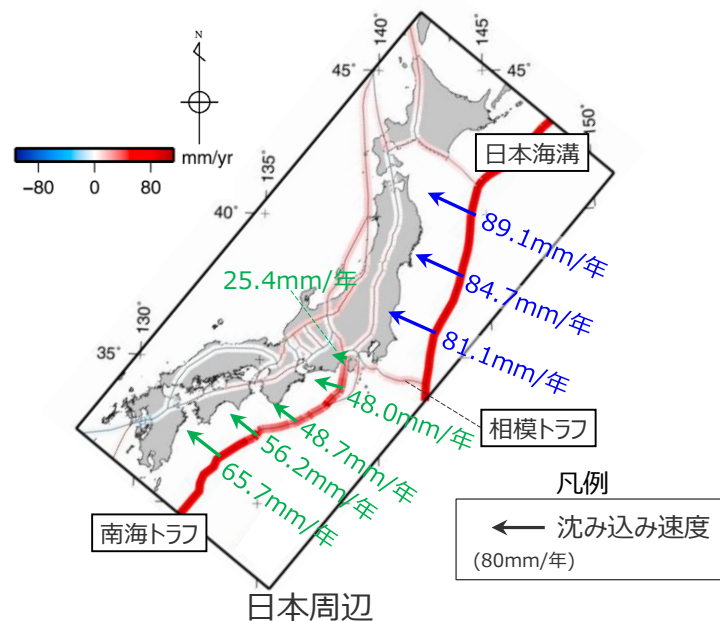 N
140
145
45°
45°
150
mm/yr
−80
0
80
135
40°
130
35°
日本海溝
89.1mm/年
84.7mm/年
81.1mm/年
25.4mm/年
48.0mm/年
48.7mm/年
56.2mm/年
65.7mm/年
相模トラフ
南海トラフ
凡例
沈み込み速度
(80mm/年)
日本周辺